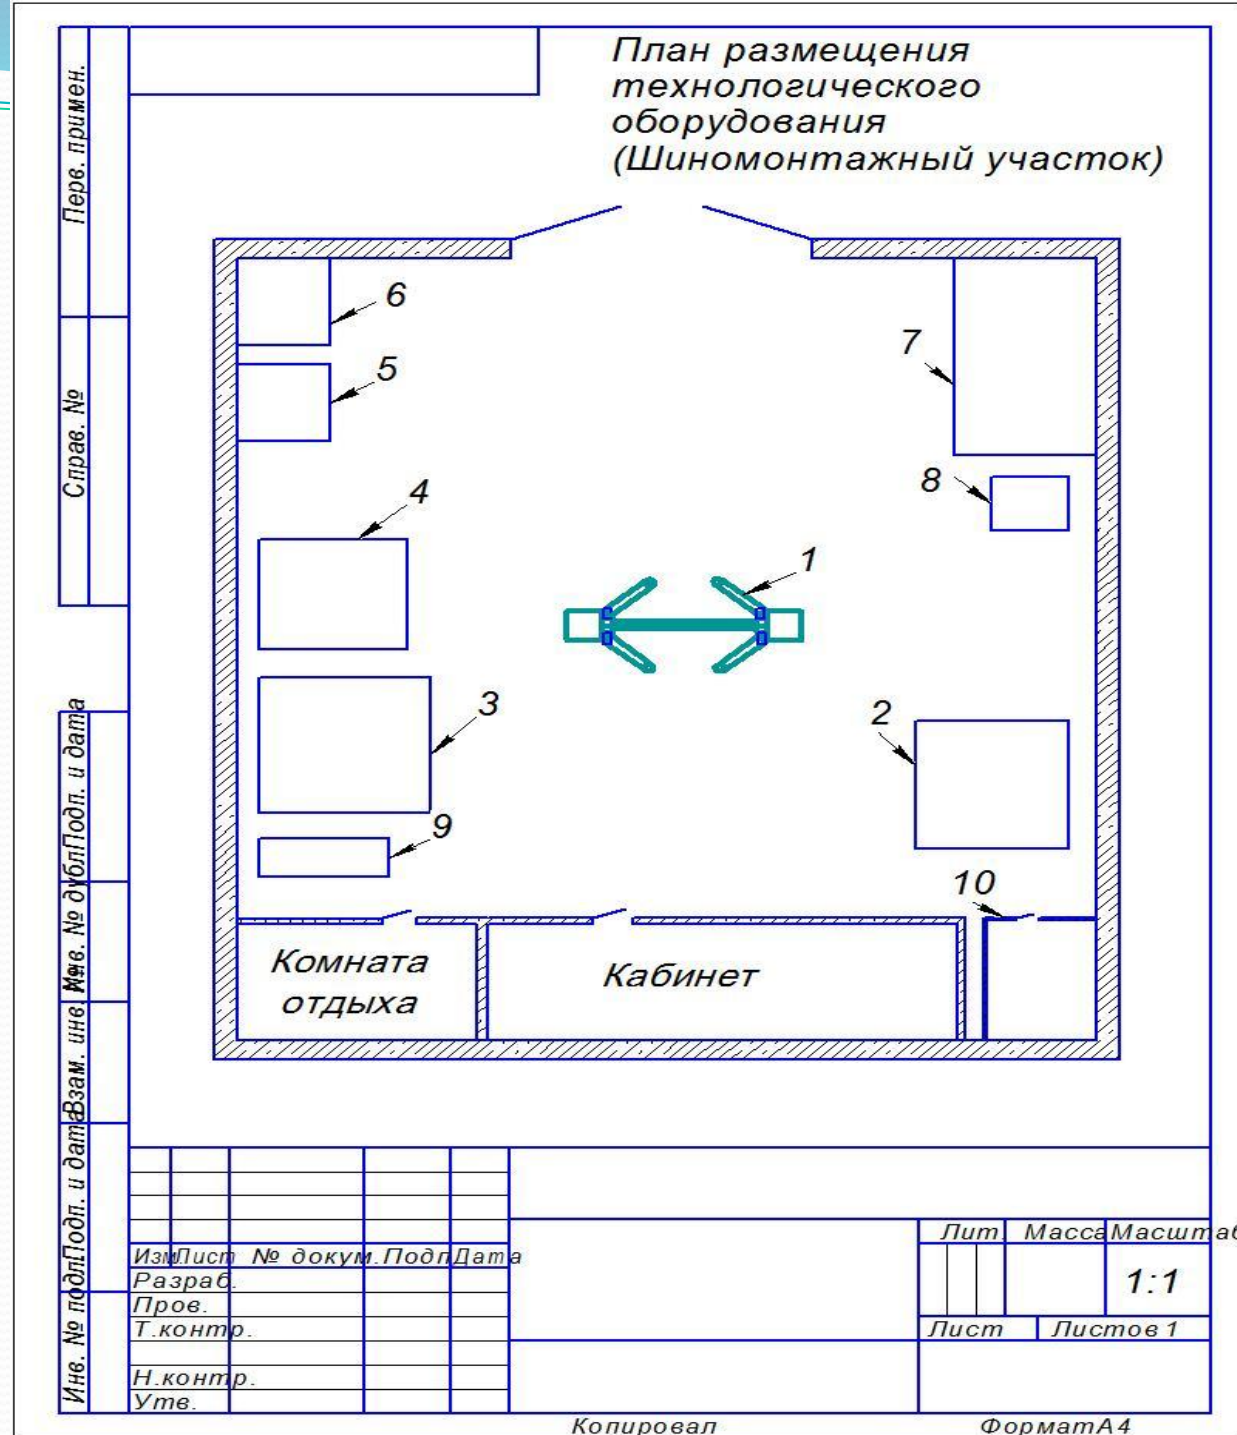 План размещения
технологического
оборудования
(Шиномонтажный участок)
Перв. примен.
Справ. №
Подп. и дата
Инв. № дубл
Взам. инв. №
Подп. и дата
Инв. № подл
6
5
7
8
4
1
3
2
9
10
Комната
отдыха
Кабинет
Изм Лист № докум. Подп Дата
Разраб.
Пров.
Т.контр.
Н.контр.
Утв.
Лит. Масса Масштаб
1:1
Лист Листов 1
Копировал ФорматА4